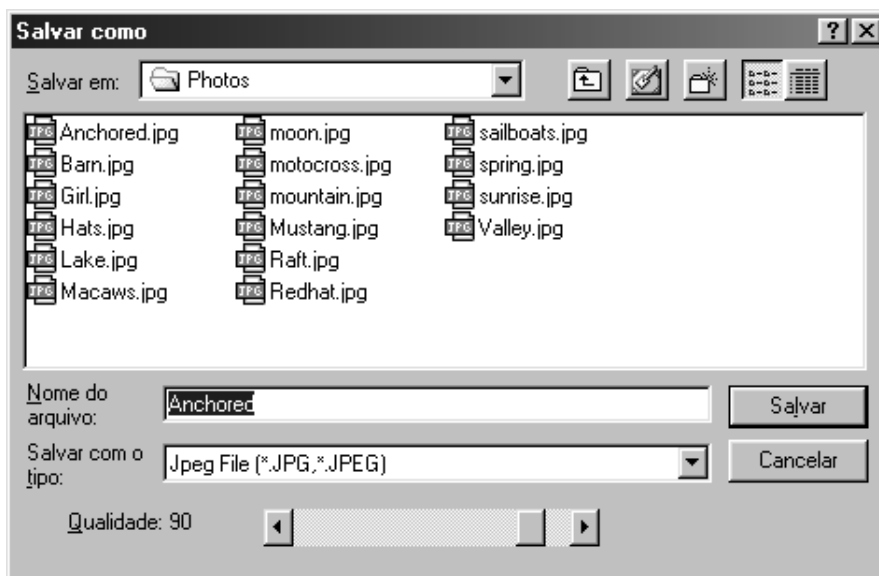 Salvar como
Salvar em: Photos
Anchored.jpg moon.jpg sailboats.jpg
Barn.jpg motocross.jpg spring.jpg
Girl.jpg mountain.jpg sunrise.jpg
Hats.jpg Mustang.jpg Valley.jpg
Lake.jpg Raft.jpg
Macaws.jpg Redhat.jpg
Nome do
arquivo: Anchored Salvar
Salvar com o
tipo: Jpeg File (*.JPG,*.JPEG) Cancelar
Qualidade: 90